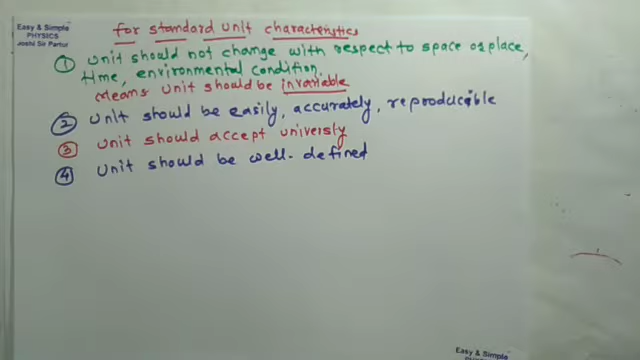 Easy & Simple
PHYSICS
Joshi Sir Partur
for standard unit characteristics
① Unit should not change with respect to space or place,
time, environmental condition.
means unit should be invariable
② Unit should be easily, accurately, reproducible
③ Unit should accept universly
④ Unit should be well-defined
Easy & Simple